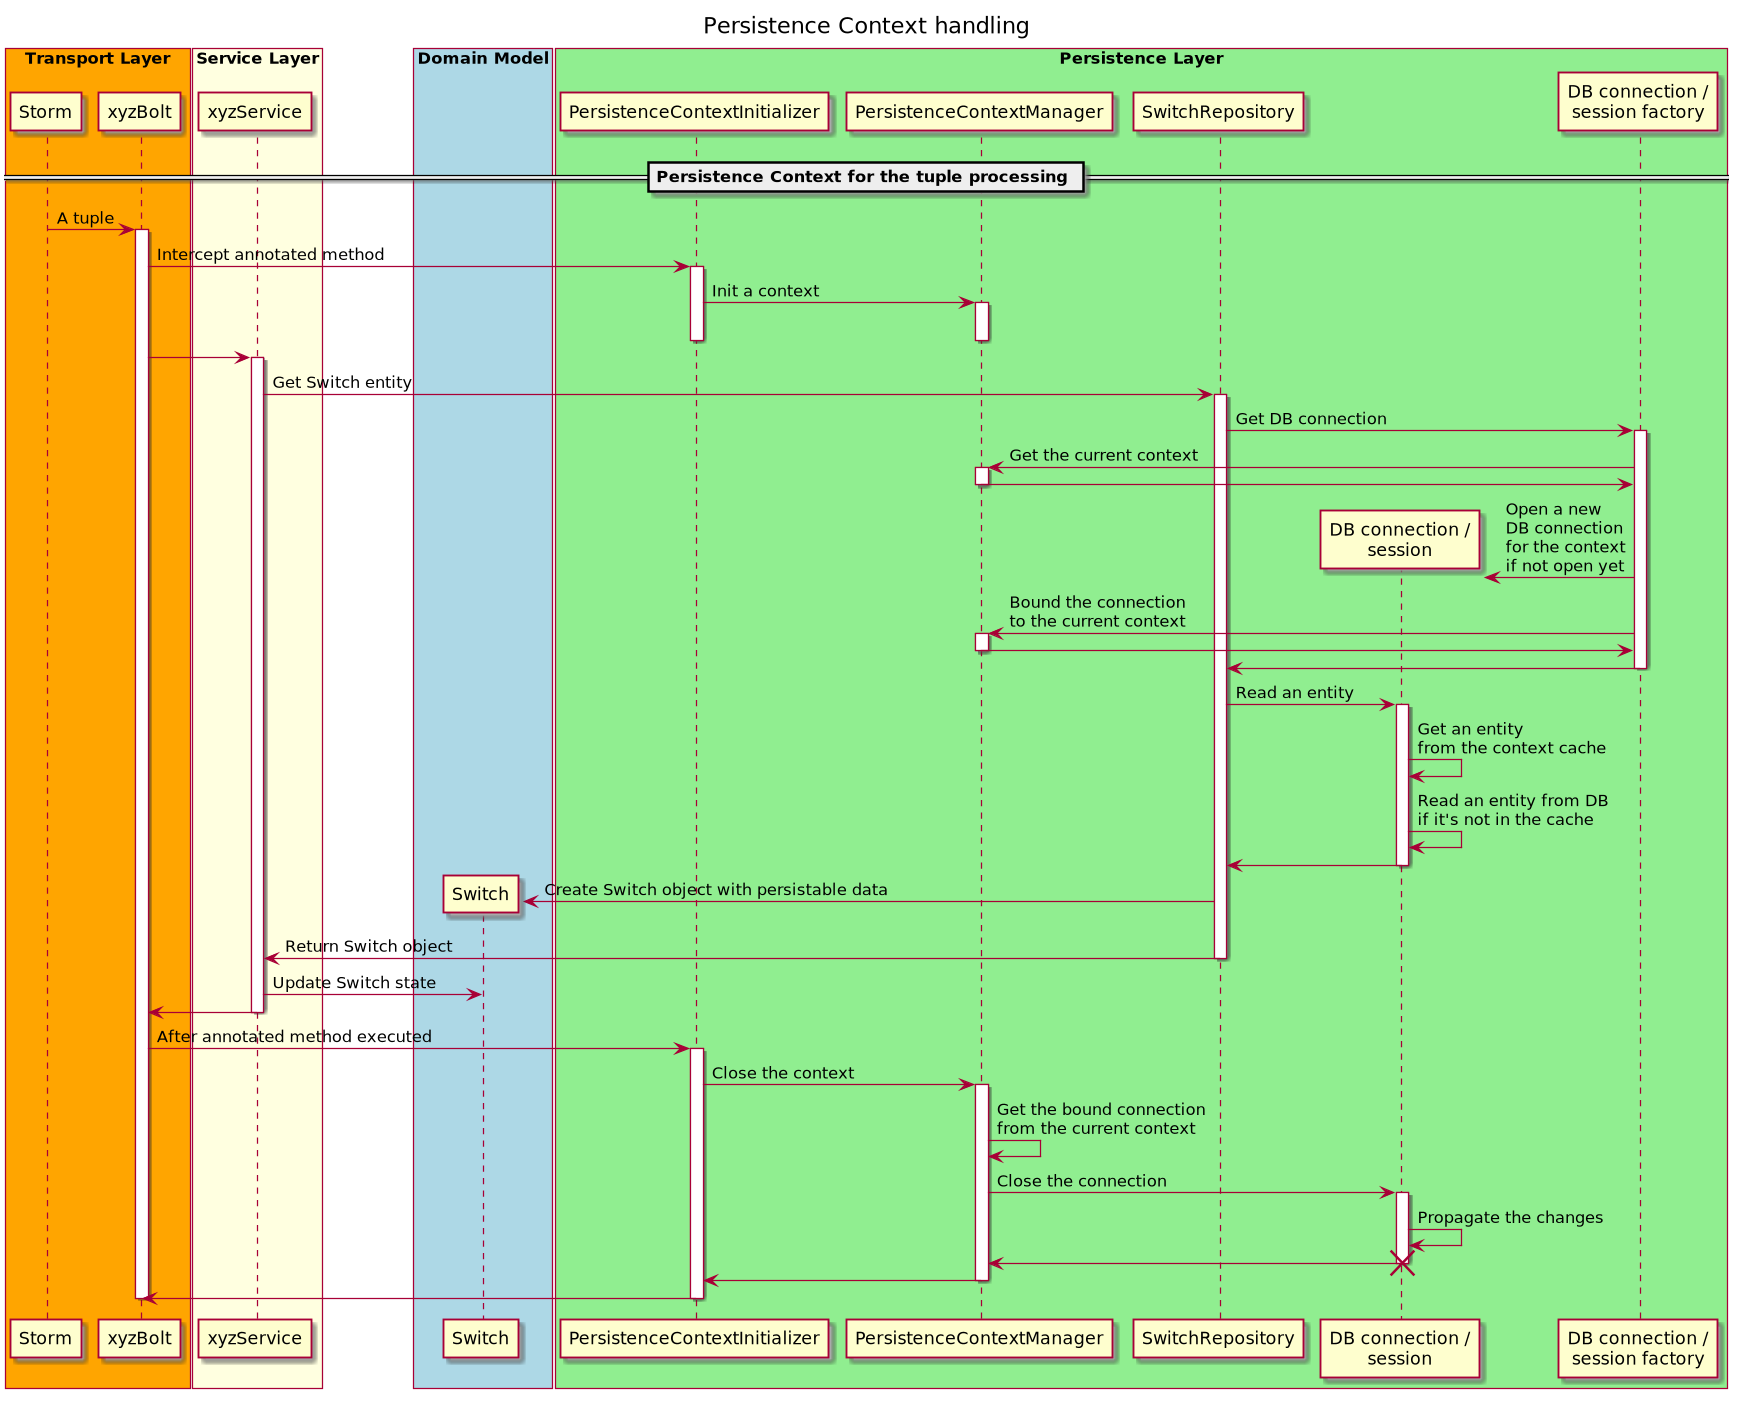 Persistence Context handling
Transport Layer
Service Layer
Domain Model
Persistence Layer
Storm
xyzBolt
xyzService
PersistenceContextInitializer
PersistenceContextManager
SwitchRepository
DB connection /
session factory
Persistence Context for the tuple processing
A tuple
Intercept annotated method
Init a context
Get Switch entity
Get DB connection
Get the current context
DB connection /
session
Open a new
DB connection
for the context
if not open yet
Bound the connection
to the current context
Read an entity
Get an entity
from the context cache
Read an entity from DB
if it's not in the cache
Switch
Create Switch object with persistable data
Return Switch object
Update Switch state
After annotated method executed
Close the context
Get the bound connection
from the current context
Close the connection
Propagate the changes
Storm
xyzBolt
xyzService
Switch
PersistenceContextInitializer
PersistenceContextManager
SwitchRepository
DB connection /
session
DB connection /
session factory